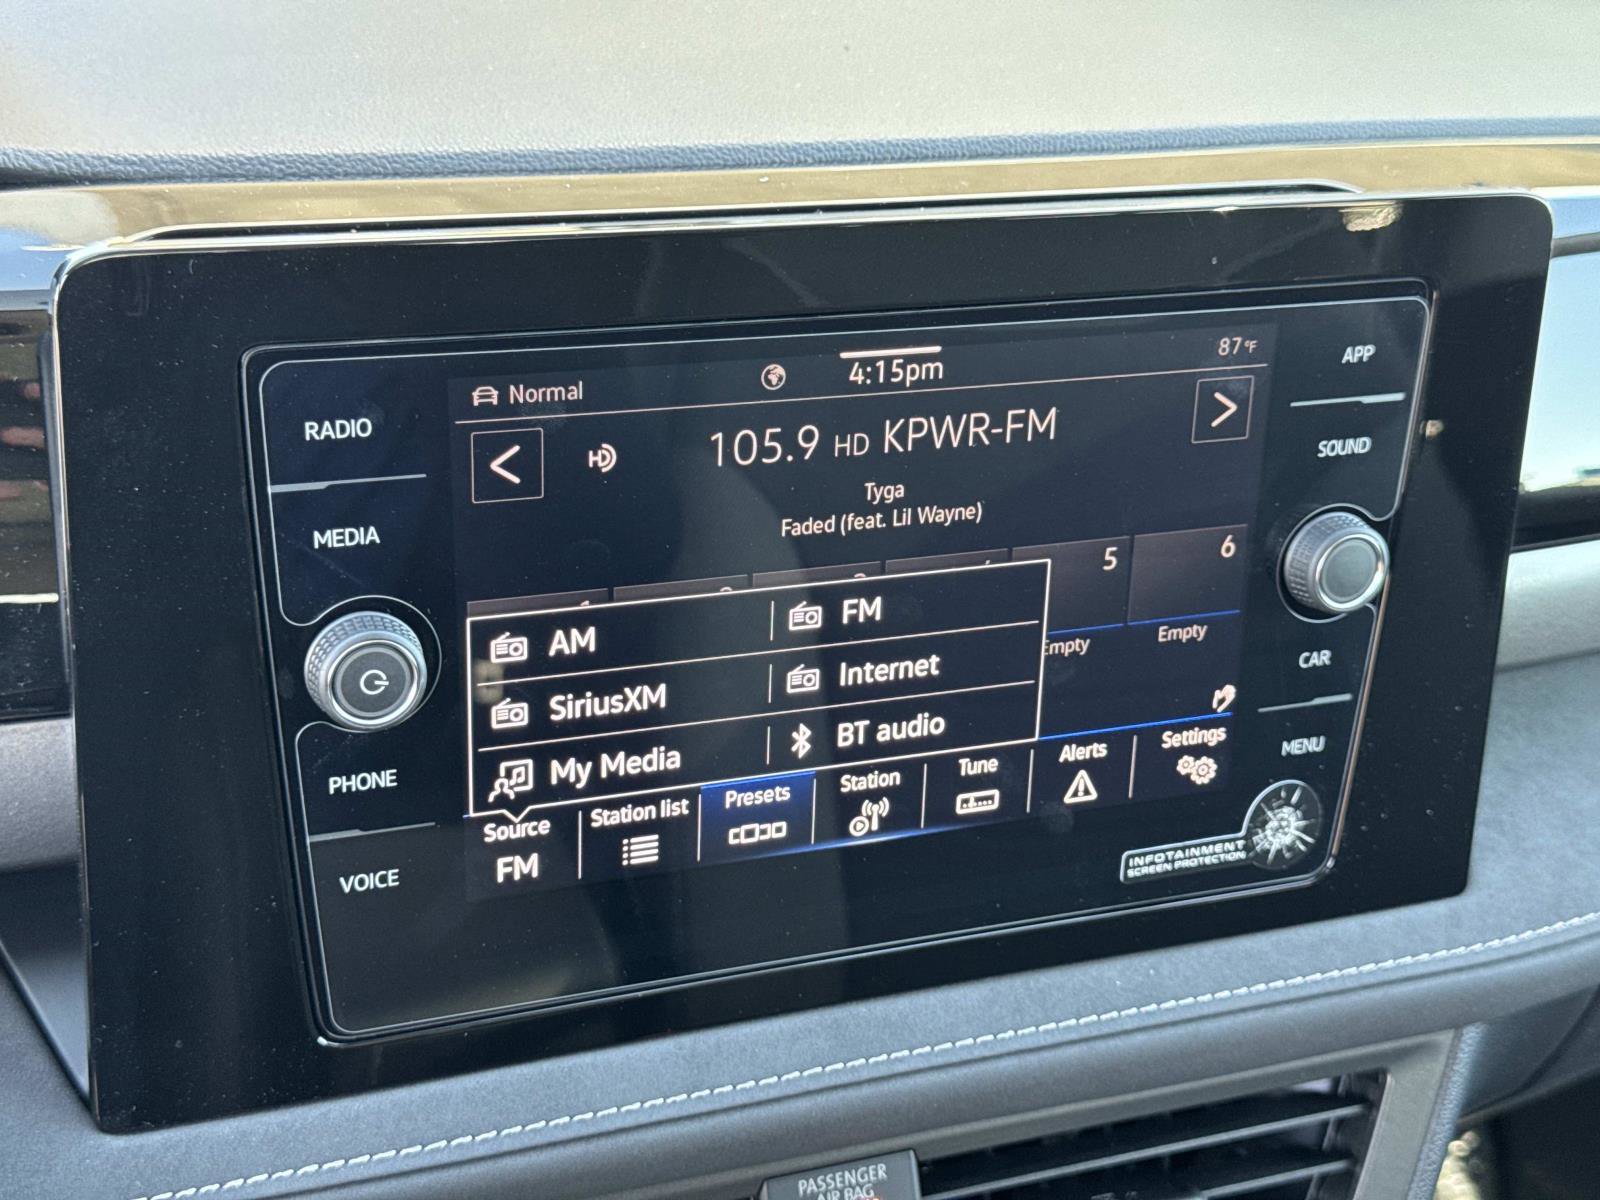 Normal
4:15pm
87°F
APP
RADIO
105.9 HD KPWR-FM
SOUND
Tyga
MEDIA
Faded (feat. Lil Wayne)
5
6
AM
FM
Empty
Empty
SiriusXM
Internet
CAR
My Media
BT audio
PHONE
MENU
Source
FM
Station list
Presets
Station
Tune
Alerts
Settings
VOICE
INFOTAINMENT
SCREEN PROTECTION
PASSENGER
AIR BAG